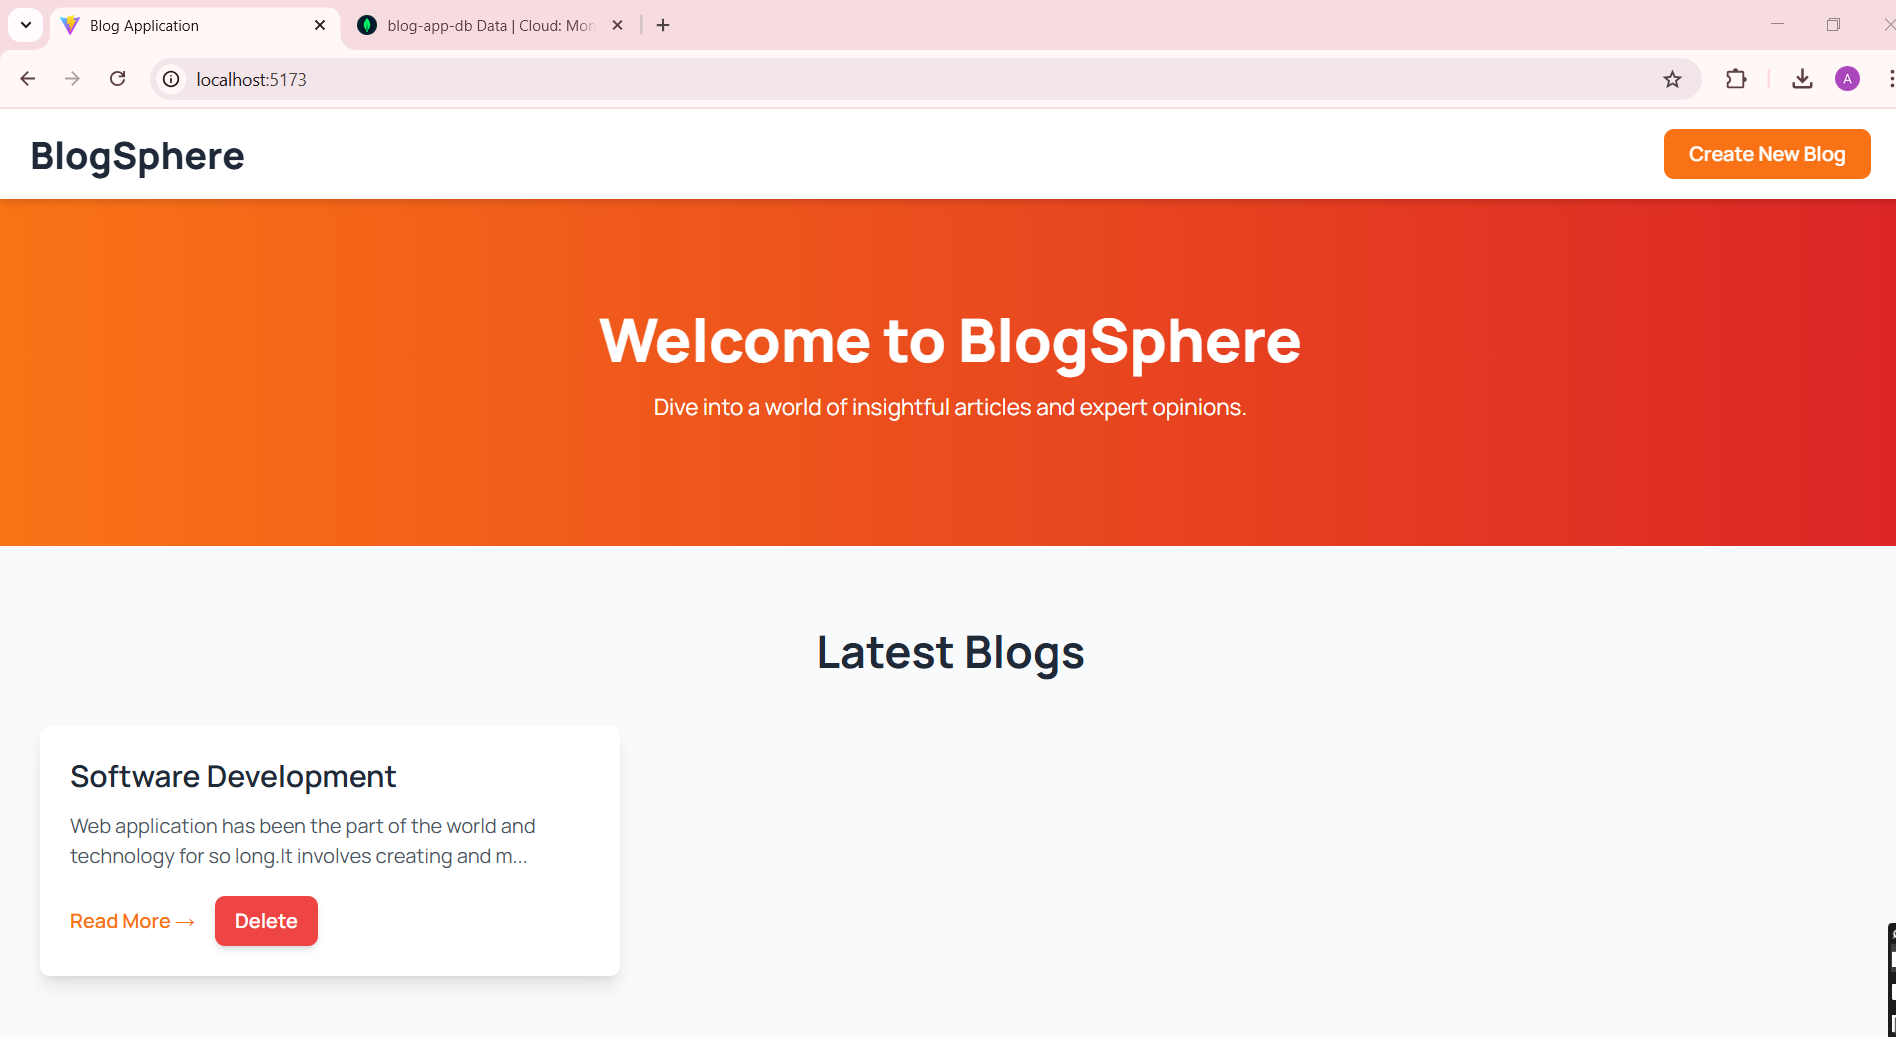 Blog Application
blog-app-db Data | Cloud: Mon
localhost:5173
A
BlogSphere
Create New Blog
Welcome to BlogSphere
Dive into a world of insightful articles and expert opinions.
Latest Blogs
Software Development
Web application has been the part of the world and
technology for so long.It involves creating and m...
Read More →
Delete